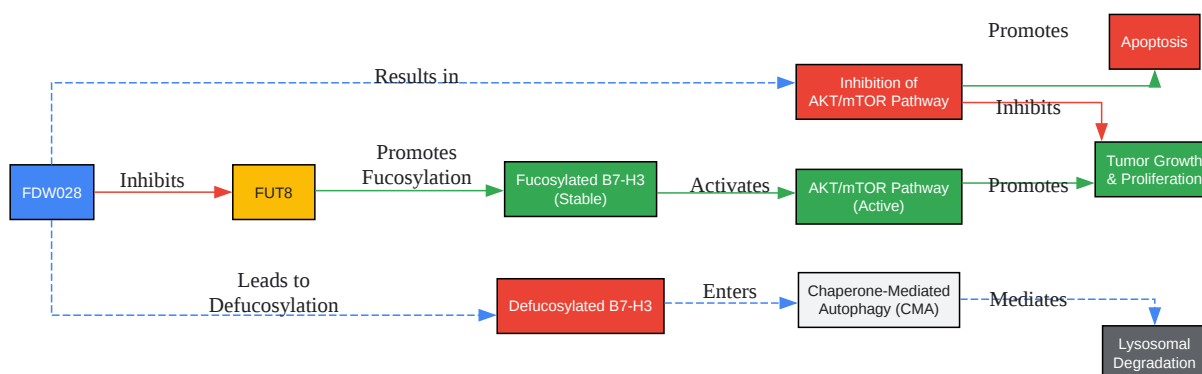 Promotes
Apoptosis
Results in
Inhibition of
AKT/mTOR Pathway
Inhibits
FDW028
Inhibits
FUT8
Promotes
Fucosylation
Fucosylated B7-H3
(Stable)
Activates
AKT/mTOR Pathway
(Active)
Promotes
Tumor Growth
& Proliferation
Leads to
Defucosylation
Defucosylated B7-H3
Enters
Chaperone-Mediated
Autophagy (CMA)
Mediates
Lysosomal
Degradation